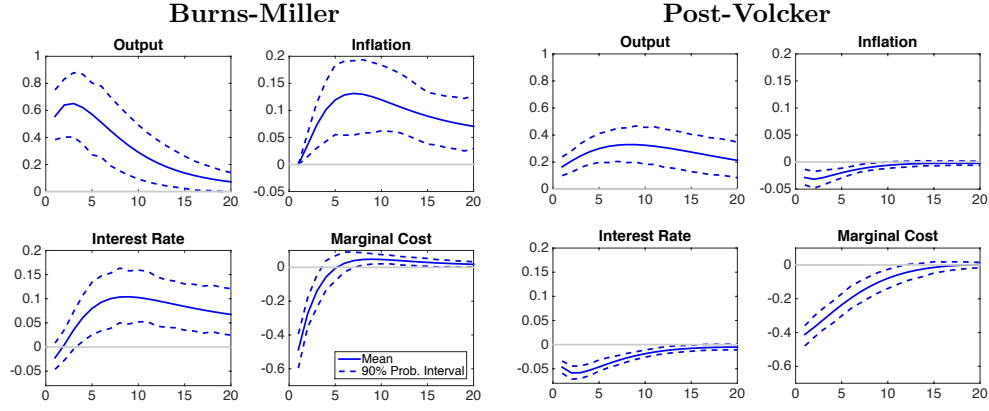 Burns-Miller
Post-Volcker
Output
Inflation
1
0.8
0.6
0.4
0.2
0
0 5 10 15 20
0.2
0.15
0.1
0.05
0
-0.05
0 5 10 15 20
Interest Rate
Marginal Cost
0.2
0.15
0.1
0.05
0
-0.05
0 5 10 15 20
0
-0.2
-0.4
-0.6
0 5 10 15 20
Mean
90% Prob. Interval
Output
Inflation
1
0.8
0.6
0.4
0.2
0
0 5 10 15 20
0.2
0.15
0.1
0.05
0
-0.05
0 5 10 15 20
Interest Rate
Marginal Cost
0.2
0.15
0.1
0.05
0
-0.05
0 5 10 15 20
0
-0.2
-0.4
-0.6
0 5 10 15 20